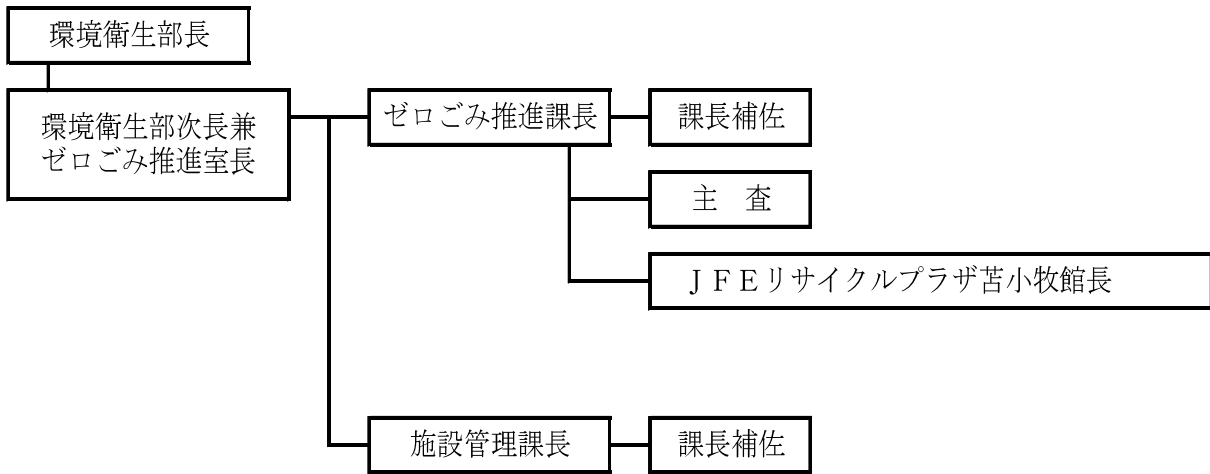 環境衛生部長
環境衛生部次長兼
ゼロごみ推進室長
ゼロごみ推進課長
課長補佐
主　査
ＪＦＥリサイクルプラザ苫小牧館長
施設管理課長
課長補佐